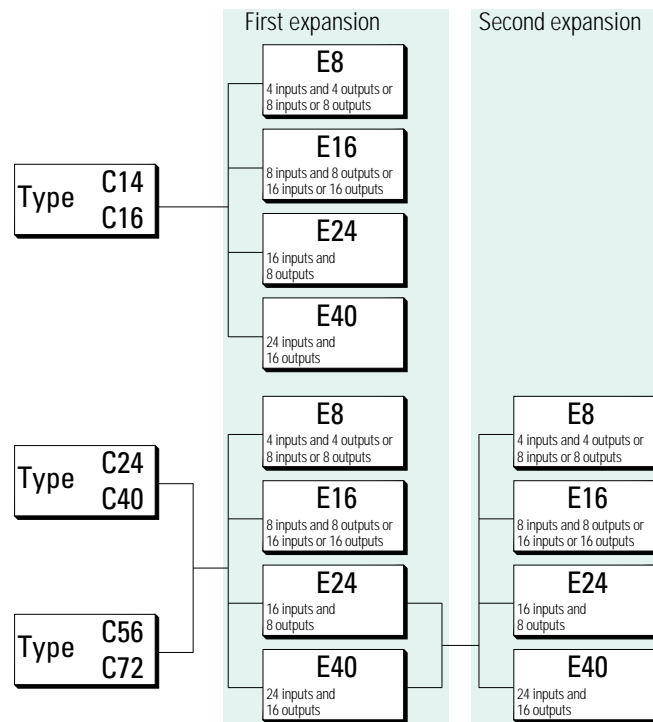 First expansion
Second expansion
E8
4 inputs and 4 outputs or
8 inputs or 8 outputs
E16
8 inputs and 8 outputs or
16 inputs or 16 outputs
Type C14
C16
E24
16 inputs and
8 outputs
E40
24 inputs and
16 outputs
E8
4 inputs and 4 outputs or
8 inputs or 8 outputs
E8
4 inputs and 4 outputs or
8 inputs or 8 outputs
Type C24
C40
E16
8 inputs and 8 outputs or
16 inputs or 16 outputs
E16
8 inputs and 8 outputs or
16 inputs or 16 outputs
E24
16 inputs and
8 outputs
E24
16 inputs and
8 outputs
Type C56
C72
E40
24 inputs and
16 outputs
E40
24 inputs and
16 outputs